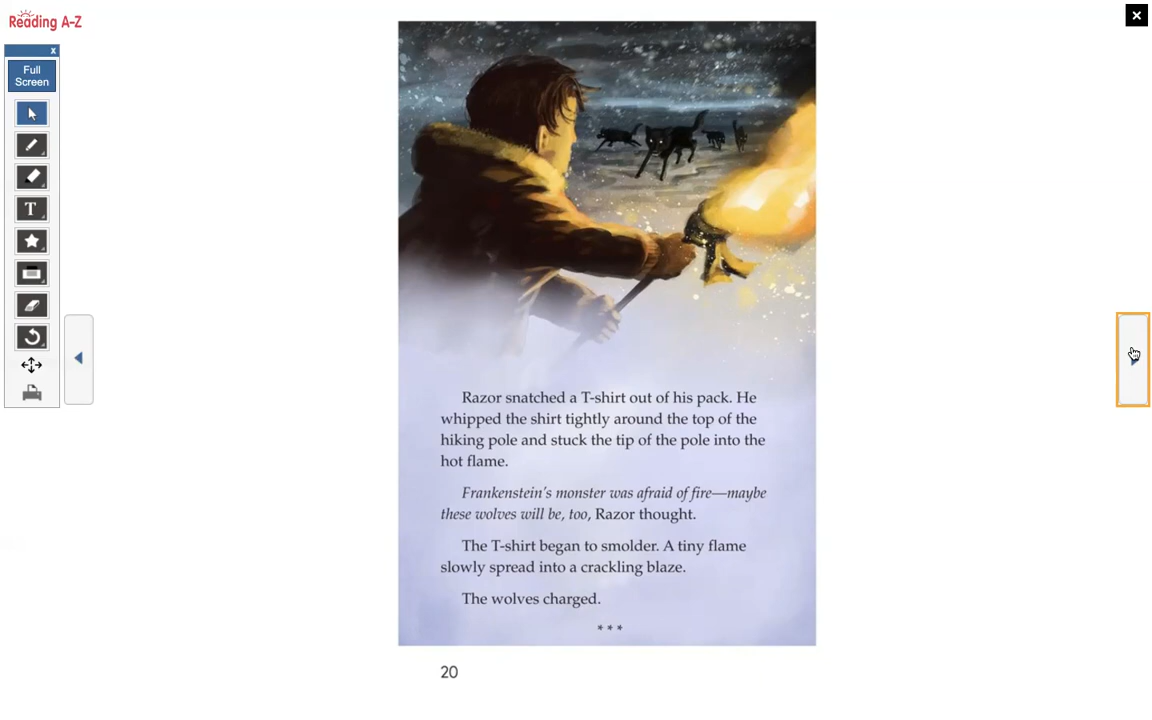 Reading A-Z
x
Full
Screen
T
Razor snatched a T-shirt out of his pack. He
whipped the shirt tightly around the top of the
hiking pole and stuck the tip of the pole into the
hot flame.
Frankenstein's monster was afraid of fire—maybe
these wolves will be, too, Razor thought.
The T-shirt began to smolder. A tiny flame
slowly spread into a crackling blaze.
The wolves charged.
* * *
20